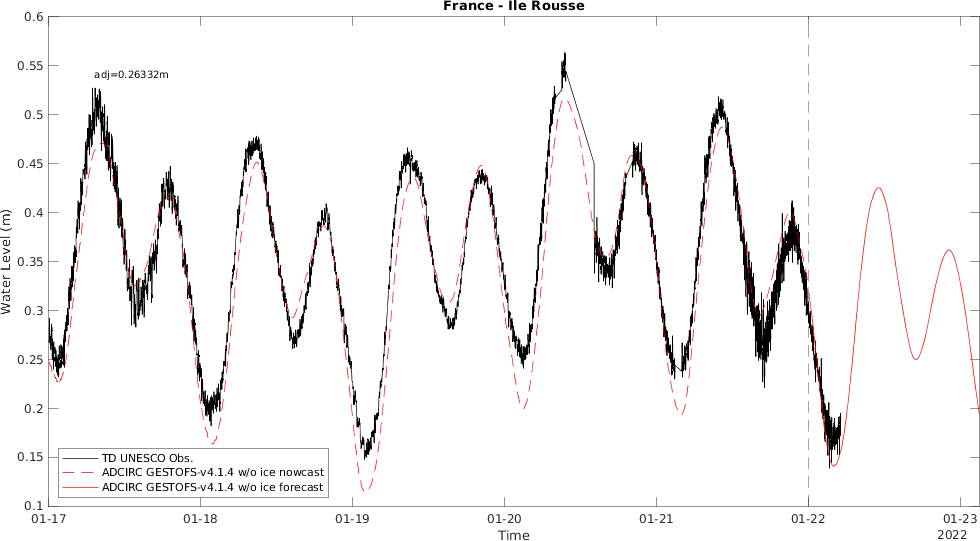 France - Ile Rousse
0.6
0.55
0.5
0.45
0.4
0.35
0.3
0.25
0.2
0.15
0.1
Water Level (m)
adj=0.26332m
TD UNESCO Obs.
ADCIRC GESTOFS-v4.1.4 w/o ice nowcast
ADCIRC GESTOFS-v4.1.4 w/o ice forecast
01-17 01-18 01-19 01-20 01-21 01-22 01-23
Time
2022